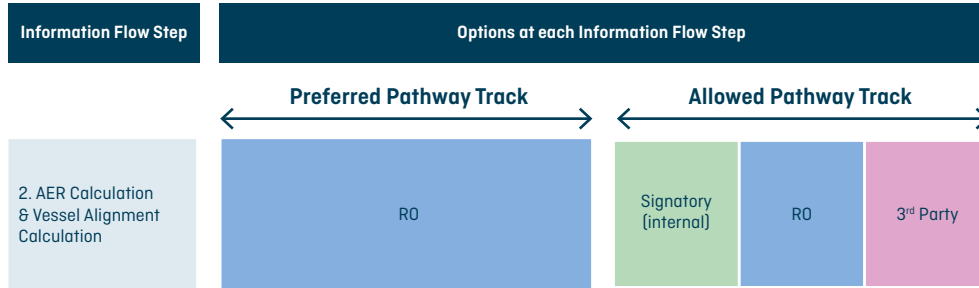 Information Flow Step
Options at each Information Flow Step
Preferred Pathway Track
Allowed Pathway Track
2. AER Calculation
& Vessel Alignment
Calculation
RO
Signatory
(internal)
RO
3rd Party